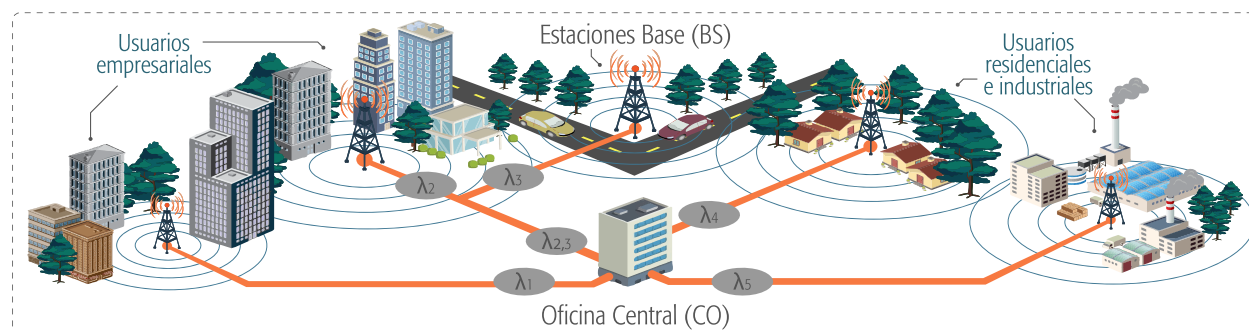 Usuarios
empresariales
Estaciones Base (BS)
Usuarios
residenciales
e industriales
λ2
λ3
λ4
λ2,3
λ1
λ5
Oficina Central (CO)